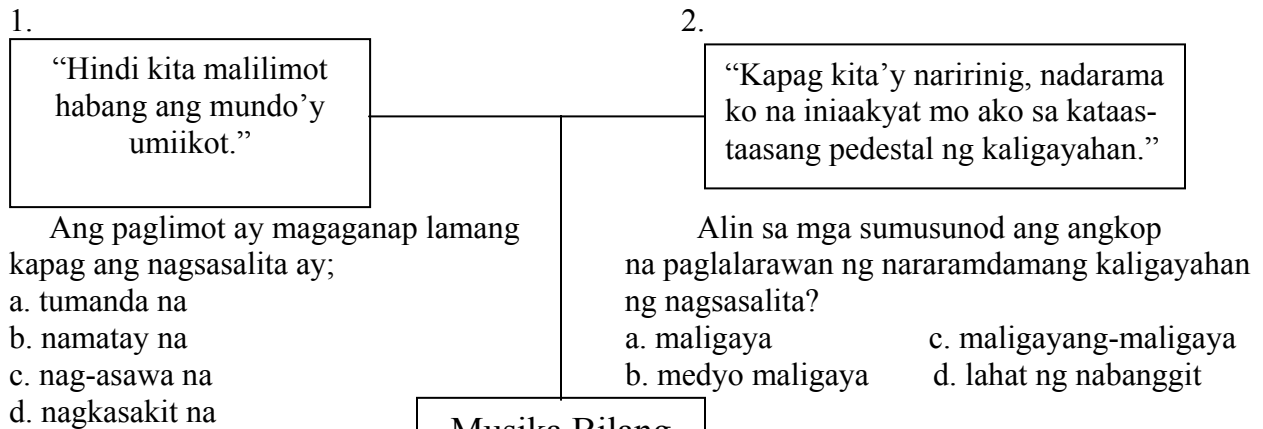 1.
“Hindi kita malilimot
habang ang mundo’y
umiikot.”
Ang paglimot ay magaganap lamang
kapag ang nagsasalita ay;
a. tumanda na
b. namatay na
c. nag-asawa na
d. nagkasakit na
2.
“Kapag kita’y naririnig, nadarama
ko na iniaakyat mo ako sa kataas-
taasang pedestal ng kaligayahan.”
Alin sa mga sumusunod ang angkop
na paglalarawan ng nararamdamang kaligayahan
ng nagsasalita?
a. maligaya c. maligayang-maligaya
b. medyo maligaya d. lahat ng nabanggit
Musika Bilang